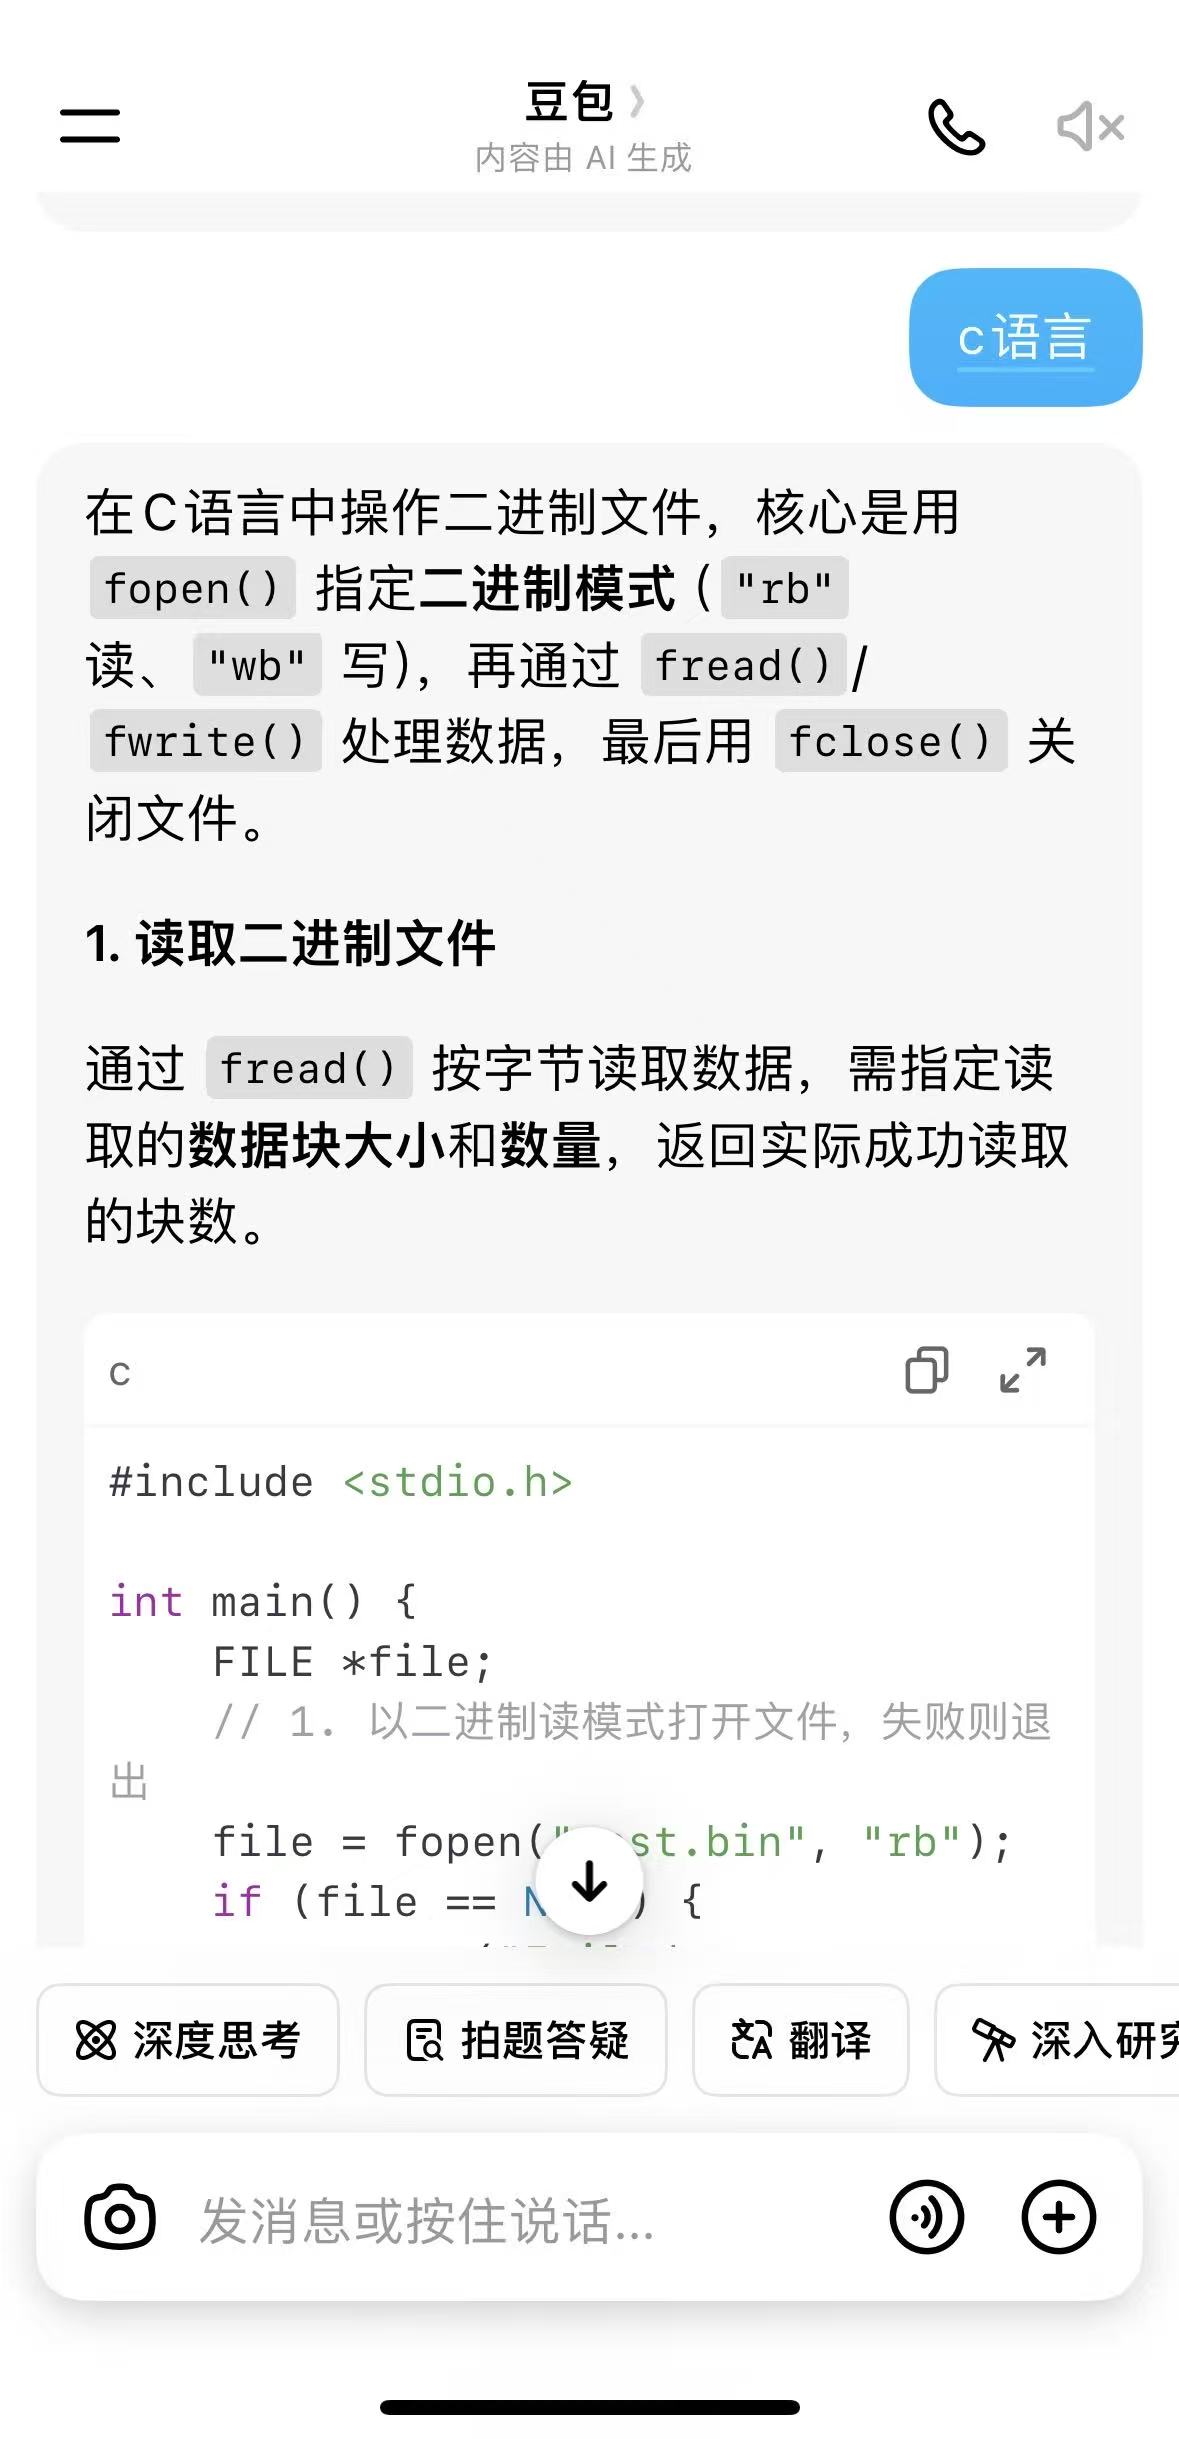 豆包
内容由 AI 生成
c语言
在C语言中操作二进制文件，核心是用
fopen() 指定二进制模式（"rb"
读、"wb" 写），再通过 fread()/
fwrite() 处理数据，最后用 fclose() 关
闭文件。
1. 读取二进制文件
通过 fread() 按字节读取数据，需指定读
取的数据块大小和数量，返回实际成功读取
的块数。
c
#include <stdio.h>
int main() {
FILE *file;
// 1. 以二进制读模式打开文件，失败则退
出
file = fopen("st.bin", "rb");
if (file == N) {
深度思考
拍题答疑
翻译
深入研究
发消息或按住说话...